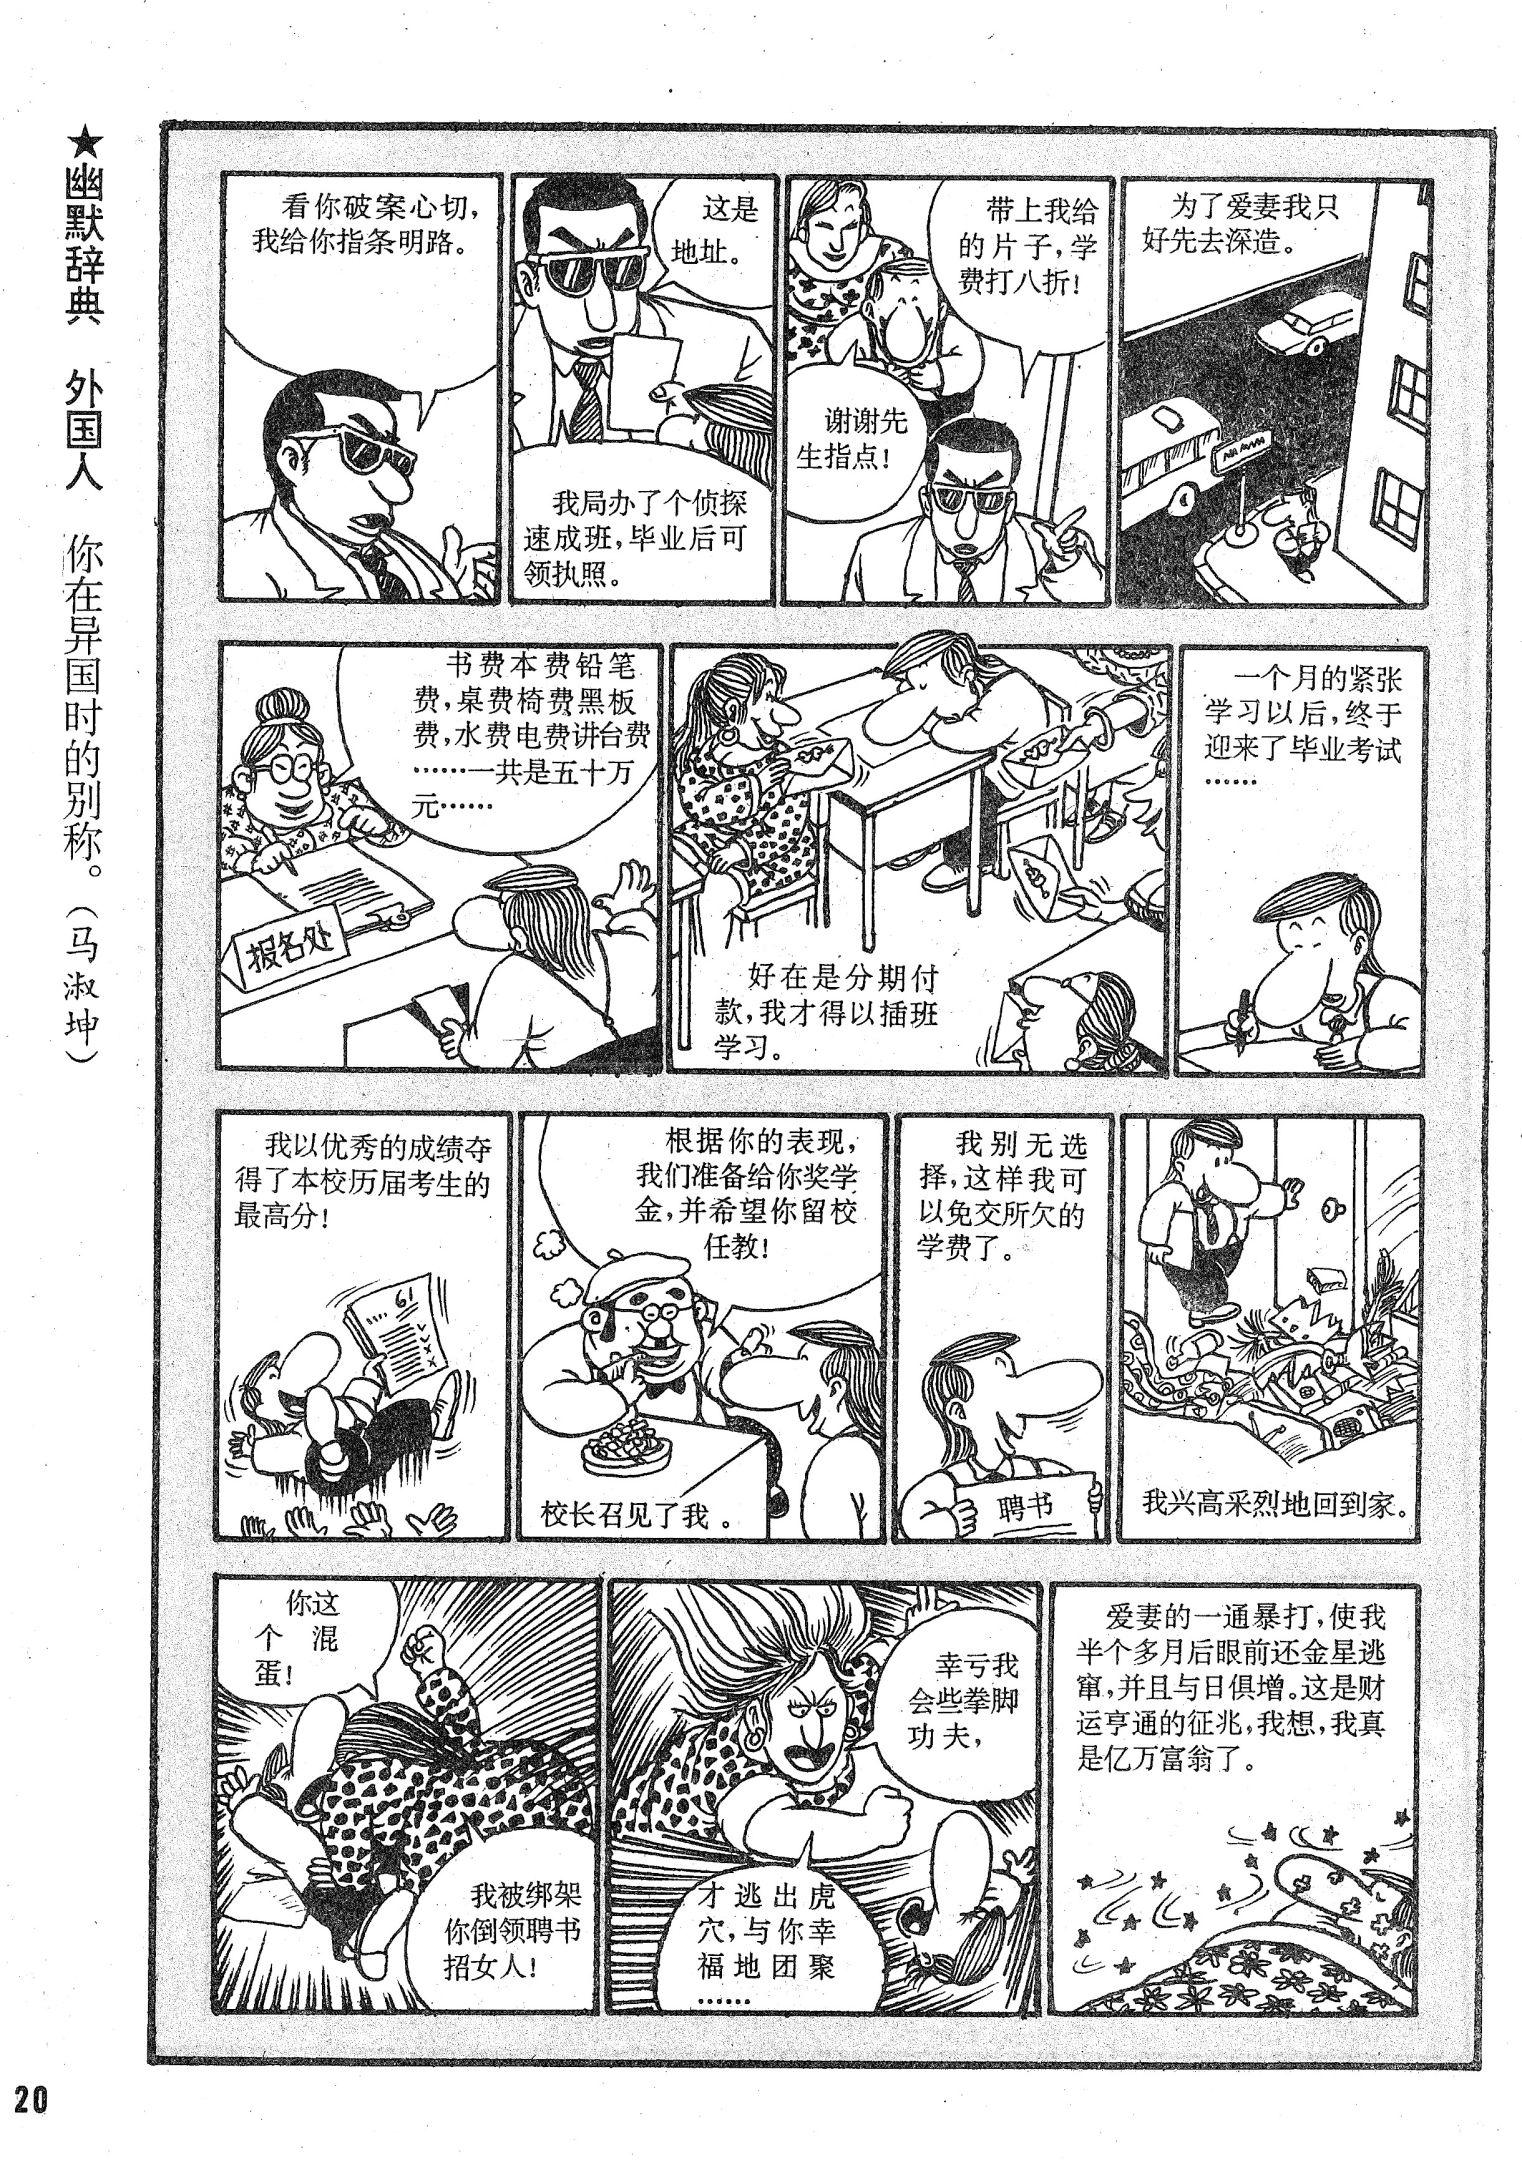 ★幽默辞典 外国人 你在异国时的别称。(马淑坤)
看你破案心切,
我给你指条明路。
这是
地址。
我局办了个侦探
速成班,毕业后可
领执照。
带上我给
的片子,学
费打八折!
谢谢先
生指点!
为了爱妻我只
好先去深造。
书费本费铅笔
费,桌费椅费黑板
费,水费电费讲台费
……一共是五十万
元……
报名处
好在是分期付
款,我才得以插班
学习。
一个月的紧张
学习以后,终于
迎来了毕业考试
……
我以优秀的成绩夺
得了本校历届考生的
最高分!
61
根据你的表现,
我们准备给你奖学
金,并希望你留校
任教!
校长召见了我。
我别无选
择,这样我可
以免交所欠的
学费了。
聘书
我兴高采烈地回到家。
你这
个混
蛋!
我被绑架
你倒领聘书
招女人!
幸亏我
会些拳脚
功夫,
才逃出虎
穴,与你幸
福地团聚
……
爱妻的一通暴打,使我
半个多月后眼前还金星逃
窜,并且与日俱增。这是财
运亨通的征兆,我想,我真
是亿万富翁了。
20